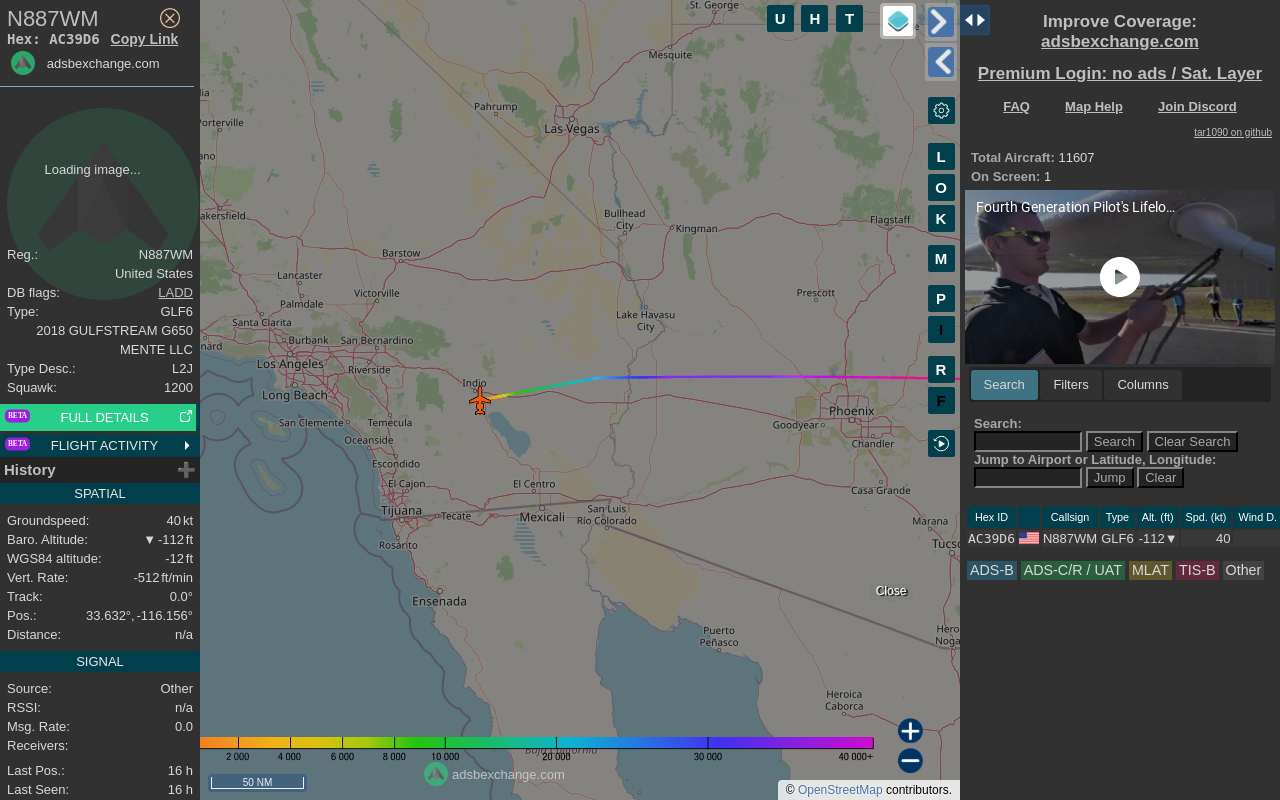 N887WM
Hex: AC39D6 Copy Link
adsbexchange.com
Loading image...
Reg.: N887WM
United States
DB flags: LADD
Type: GLF6
2018 GULFSTREAM G650
MENTE LLC
Type Desc.: L2J
Squawk: 1200
BETA FULL DETAILS
BETA FLIGHT ACTIVITY
History
SPATIAL
Groundspeed: 40 kt
Baro. Altitude: ▼ -112 ft
WGS84 altitude: -12 ft
Vert. Rate: -512 ft/min
Track: 0.0°
Pos.: 33.632°, -116.156°
Distance: n/a
SIGNAL
Source: Other
RSSI: n/a
Msg. Rate: 0.0
Receivers:
Last Pos.: 16 h
Last Seen: 16 h
St. George
Mesquite
Pahrump
Las Vegas
Porterville
Bullhead
City
Kingman
Flagstaff
akersfield
Barstow
Lancaster
Victorville
Palmdale
Prescott
Lake Havasu
City
Santa Clarita
Burbank San Bernardino
nard
Los Angeles
Riverside
Indio
Long Beach
Phoenix
San Clemente Temecula
Goodyear
Oceanside
Chandler
Escondido
El Cajon
El Centro
Casa Grande
Tijuana
Tecate
Mexicali
San Luis
Río Colorado
Marana
Rosarito
Tucso
Ensenada
Puerto
Peñasco
Hero
Noga
Heroica
Caborca
Baja California
U H T
L
O
K
M
P
I
R
F
Close
2 000 4 000 6 000 8 000 10 000 20 000 30 000 40 000+
adsbexchange.com
50 NM
© OpenStreetMap contributors.
Improve Coverage:
adsbexchange.com
Premium Login: no ads / Sat. Layer
FAQ Map Help Join Discord
tar1090 on github
Total Aircraft: 11607
On Screen: 1
Fourth Generation Pilot's Lifelo...
Search Filters Columns
Search:
Search Clear Search
Jump to Airport or Latitude, Longitude:
Jump Clear
Hex ID Callsign Type Alt. (ft) Spd. (kt) Wind D.
AC39D6 N887WM GLF6 -112▼ 40
ADS-B ADS-C/R / UAT MLAT TIS-B Other